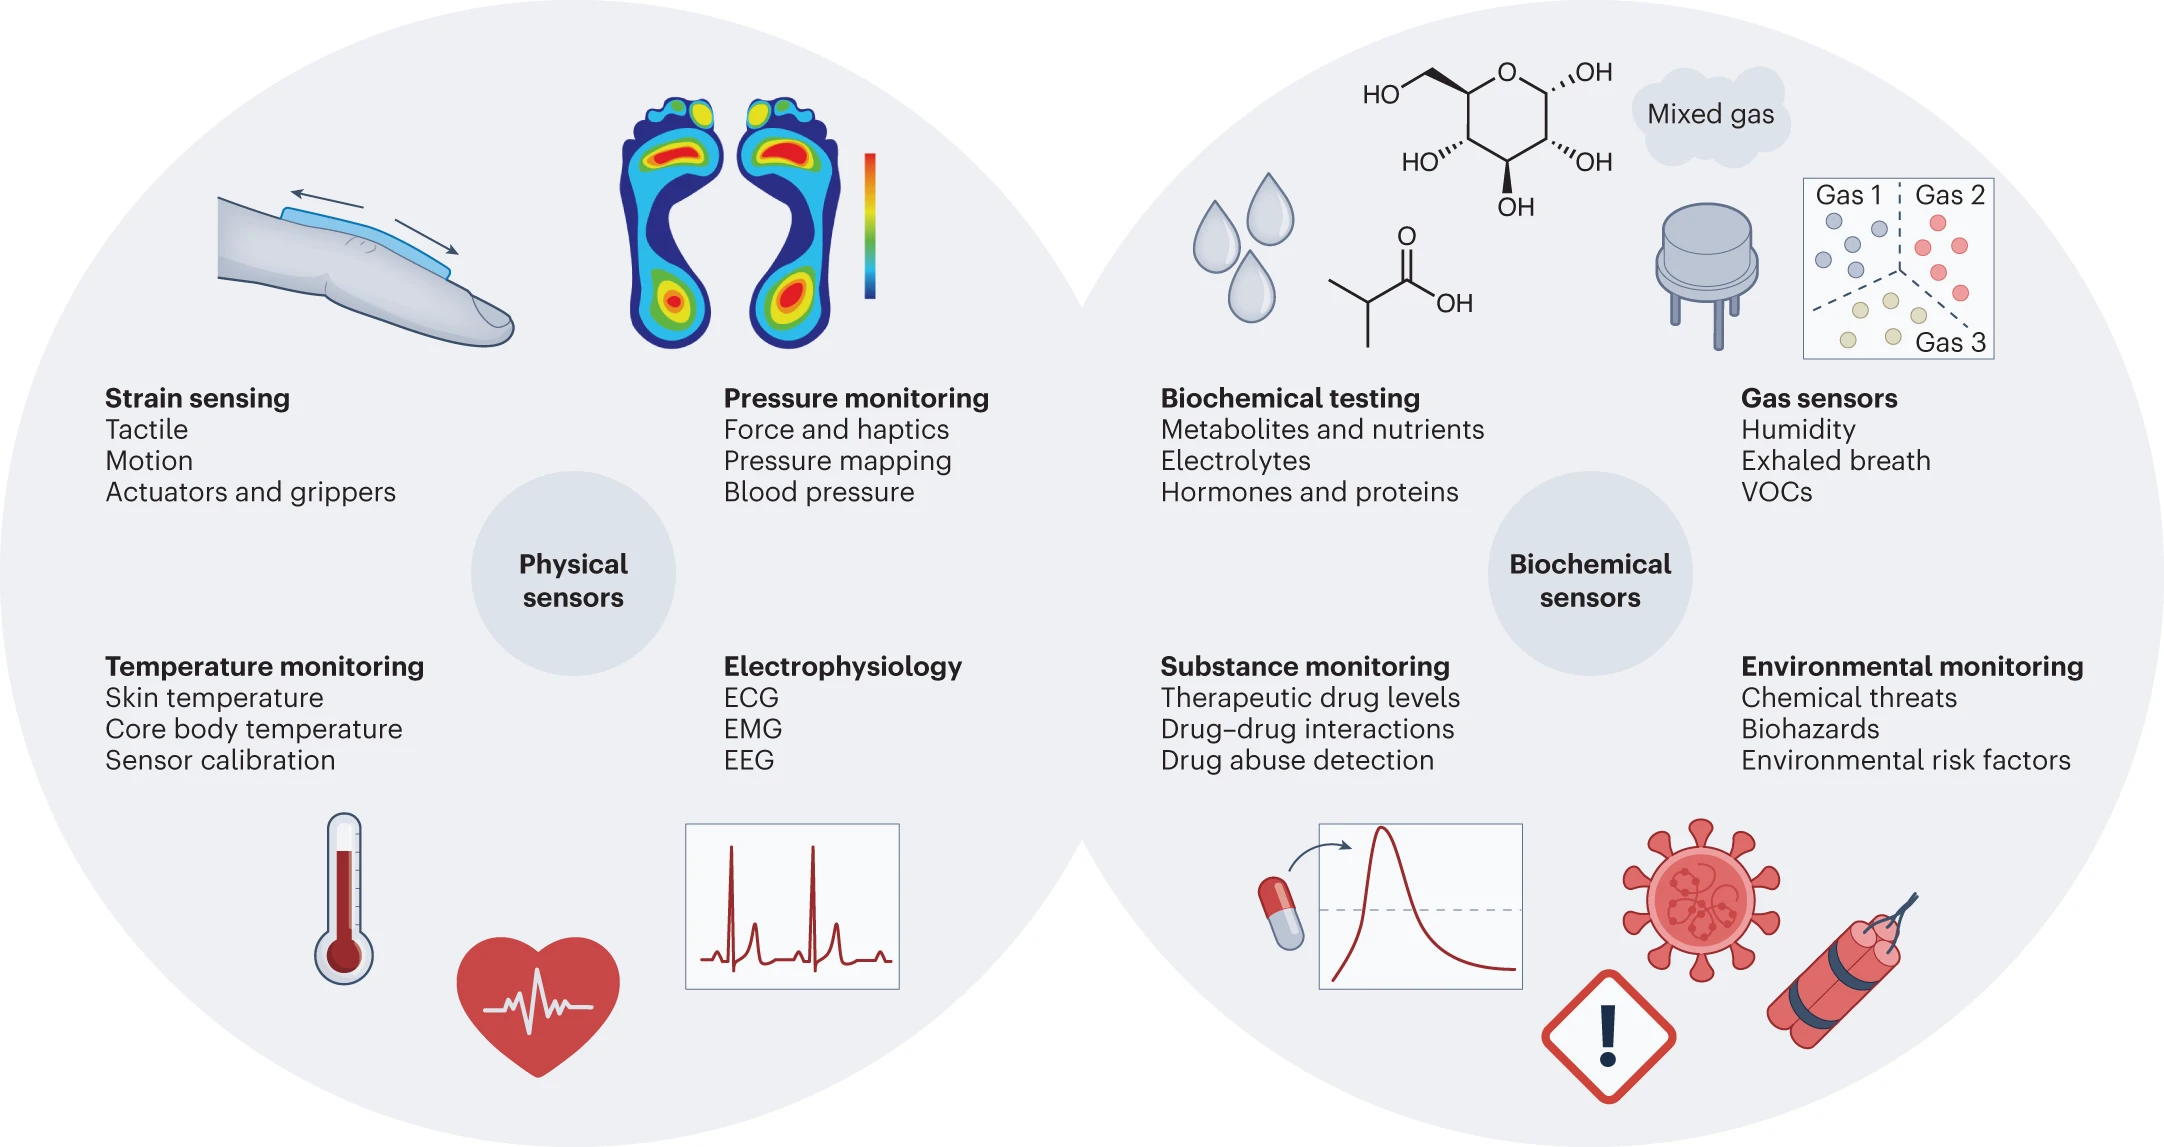 HO
O
OH
HO
OH
OH
Mixed gas
O
OH
Gas 1
Gas 2
Gas 3
Strain sensing
Tactile
Motion
Actuators and grippers
Pressure monitoring
Force and haptics
Pressure mapping
Blood pressure
Physical
sensors
Temperature monitoring
Skin temperature
Core body temperature
Sensor calibration
Electrophysiology
ECG
EMG
EEG
Biochemical testing
Metabolites and nutrients
Electrolytes
Hormones and proteins
Gas sensors
Humidity
Exhaled breath
VOCs
Biochemical
sensors
Substance monitoring
Therapeutic drug levels
Drug–drug interactions
Drug abuse detection
Environmental monitoring
Chemical threats
Biohazards
Environmental risk factors
!